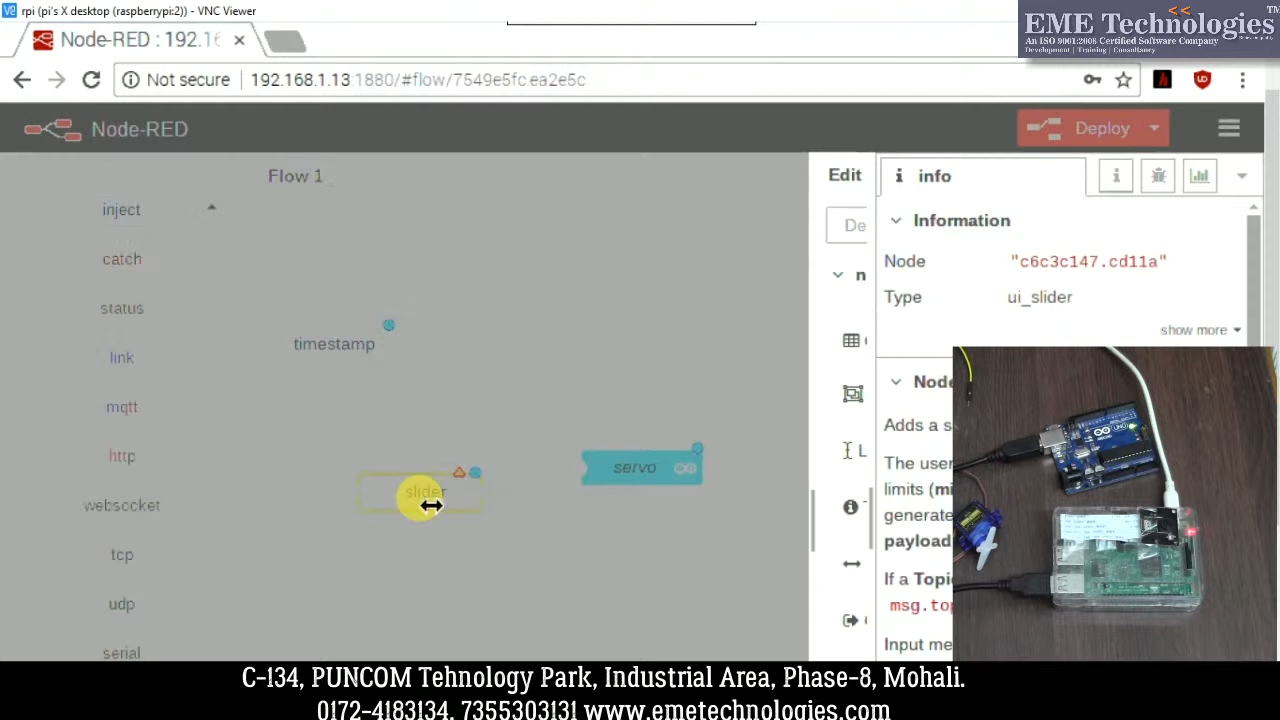 rpi (pi's X desktop (raspberrypi:2)) - VNC Viewer
EME Technologies
TM
An ISO 9001:2008 Certified Software Company
Development | Training | Consultancy
Node-RED : 192.16
Not secure
192.168.1.13:1880/#flow/7549e5fc.ea2e5c
Node-RED
Deploy
Flow 1
Edit
info
inject
De
Information
catch
n
Node
"c6c3c147.cd11a"
status
Type
ui_slider
timestamp
show more
link
Node
mqtt
Adds a s
http
servo
L
The user
limits (mi
slider
generate
websocket
payload
tcp
If a Topi
udp
msg.top
serial
Input me
C-134, PUNCOM Tehnology Park, Industrial Area, Phase-8, Mohali.
0172-4183134, 7355303131 www.emetechnologies.com